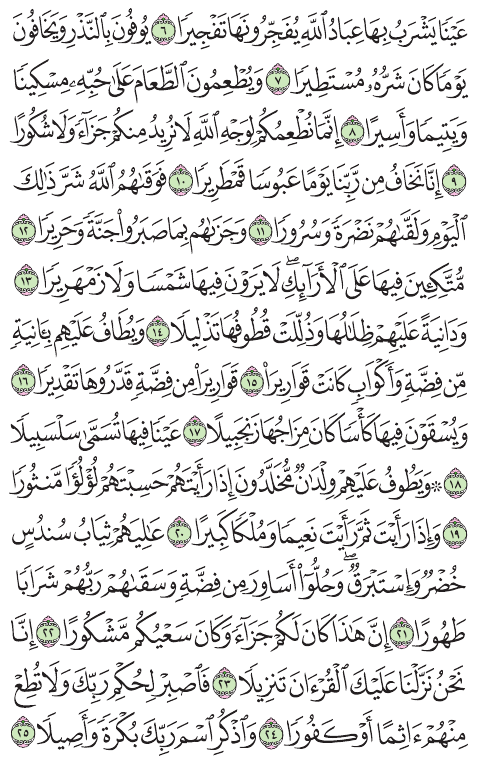 عَيْنًا يَشْرَبُ بِهَا عِبَادُ ٱللَّهِ يُفَجِّرُونَهَا تَفْجِيرًا ٦ يُوفُونَ بِٱلنَّذْرِ وَيَخَافُونَ
يَوْمًا كَانَ شَرُّهُۥ مُسْتَطِيرًا ٧ وَيُطْعِمُونَ ٱلطَّعَامَ عَلَىٰ حُبِّهِۦ مِسْكِينًا
وَيَتِيمًا وَأَسِيرًا ٨ إِنَّمَا نُطْعِمُكُمْ لِوَجْهِ ٱللَّهِ لَا نُرِيدُ مِنكُمْ جَزَآءً وَلَا شُكُورًا
٩ إِنَّا نَخَافُ مِن رَّبِّنَا يَوْمًا عَبُوسًا قَمْطَرِيرًا ١٠ فَوَقَىٰهُمُ ٱللَّهُ شَرَّ ذَٰلِكَ
ٱلْيَوْمِ وَلَقَّىٰهُمْ نَضْرَةً وَسُرُورًا ١١ وَجَزَىٰهُم بِمَا صَبَرُوا۟ جَنَّةً وَحَرِيرًا ١٢
مُّتَّكِـِٔينَ فِيهَا عَلَى ٱلْأَرَآئِكِ ۖ لَا يَرَوْنَ فِيهَا شَمْسًا وَلَا زَمْهَرِيرًا ١٣
وَدَانِيَةً عَلَيْهِمْ ظِلَٰلُهَا وَذُلِّلَتْ قُطُوفُهَا تَذْلِيلًا ١٤ وَيُطَافُ عَلَيْهِم بِـَٔانِيَةٍ
مِّن فِضَّةٍ وَأَكْوَابٍ كَانَتْ قَوَارِيرَا۠ ١٥ قَوَارِيرَا۟ مِن فِضَّةٍ قَدَّرُوهَا تَقْدِيرًا ١٦
وَيُسْقَوْنَ فِيهَا كَأْسًا كَانَ مِزَاجُهَا زَنجَبِيلًا ١٧ عَيْنًا فِيهَا تُسَمَّىٰ سَلْسَبِيلًا
١٨ ۞ وَيَطُوفُ عَلَيْهِمْ وِلْدَٰنٌ مُّخَلَّدُونَ إِذَا رَأَيْتَهُمْ حَسِبْتَهُمْ لُؤْلُؤًا مَّنثُورًا
١٩ وَإِذَا رَأَيْتَ ثَمَّ رَأَيْتَ نَعِيمًا وَمُلْكًا كَبِيرًا ٢٠ عَٰلِيَهُمْ ثِيَابُ سُندُسٍ
خُضْرٌ وَإِسْتَبْرَقٌ ۖ وَحُلُّوٓا۟ أَسَاوِرَ مِن فِضَّةٍ وَسَقَىٰهُمْ رَبُّهُمْ شَرَابًا
طَهُورًا ٢١ إِنَّ هَٰذَا كَانَ لَكُمْ جَزَآءً وَكَانَ سَعْيُكُم مَّشْكُورًا ٢٢ إِنَّا
نَحْنُ نَزَّلْنَا عَلَيْكَ ٱلْقُرْءَانَ تَنزِيلًا ٢٣ فَٱصْبِرْ لِحُكْمِ رَبِّكَ وَلَا تُطِعْ
مِنْهُمْ ءَاثِمًا أَوْ كَفُورًا ٢٤ وَٱذْكُرِ ٱسْمَ رَبِّكَ بُكْرَةً وَأَصِيلًا ٢٥